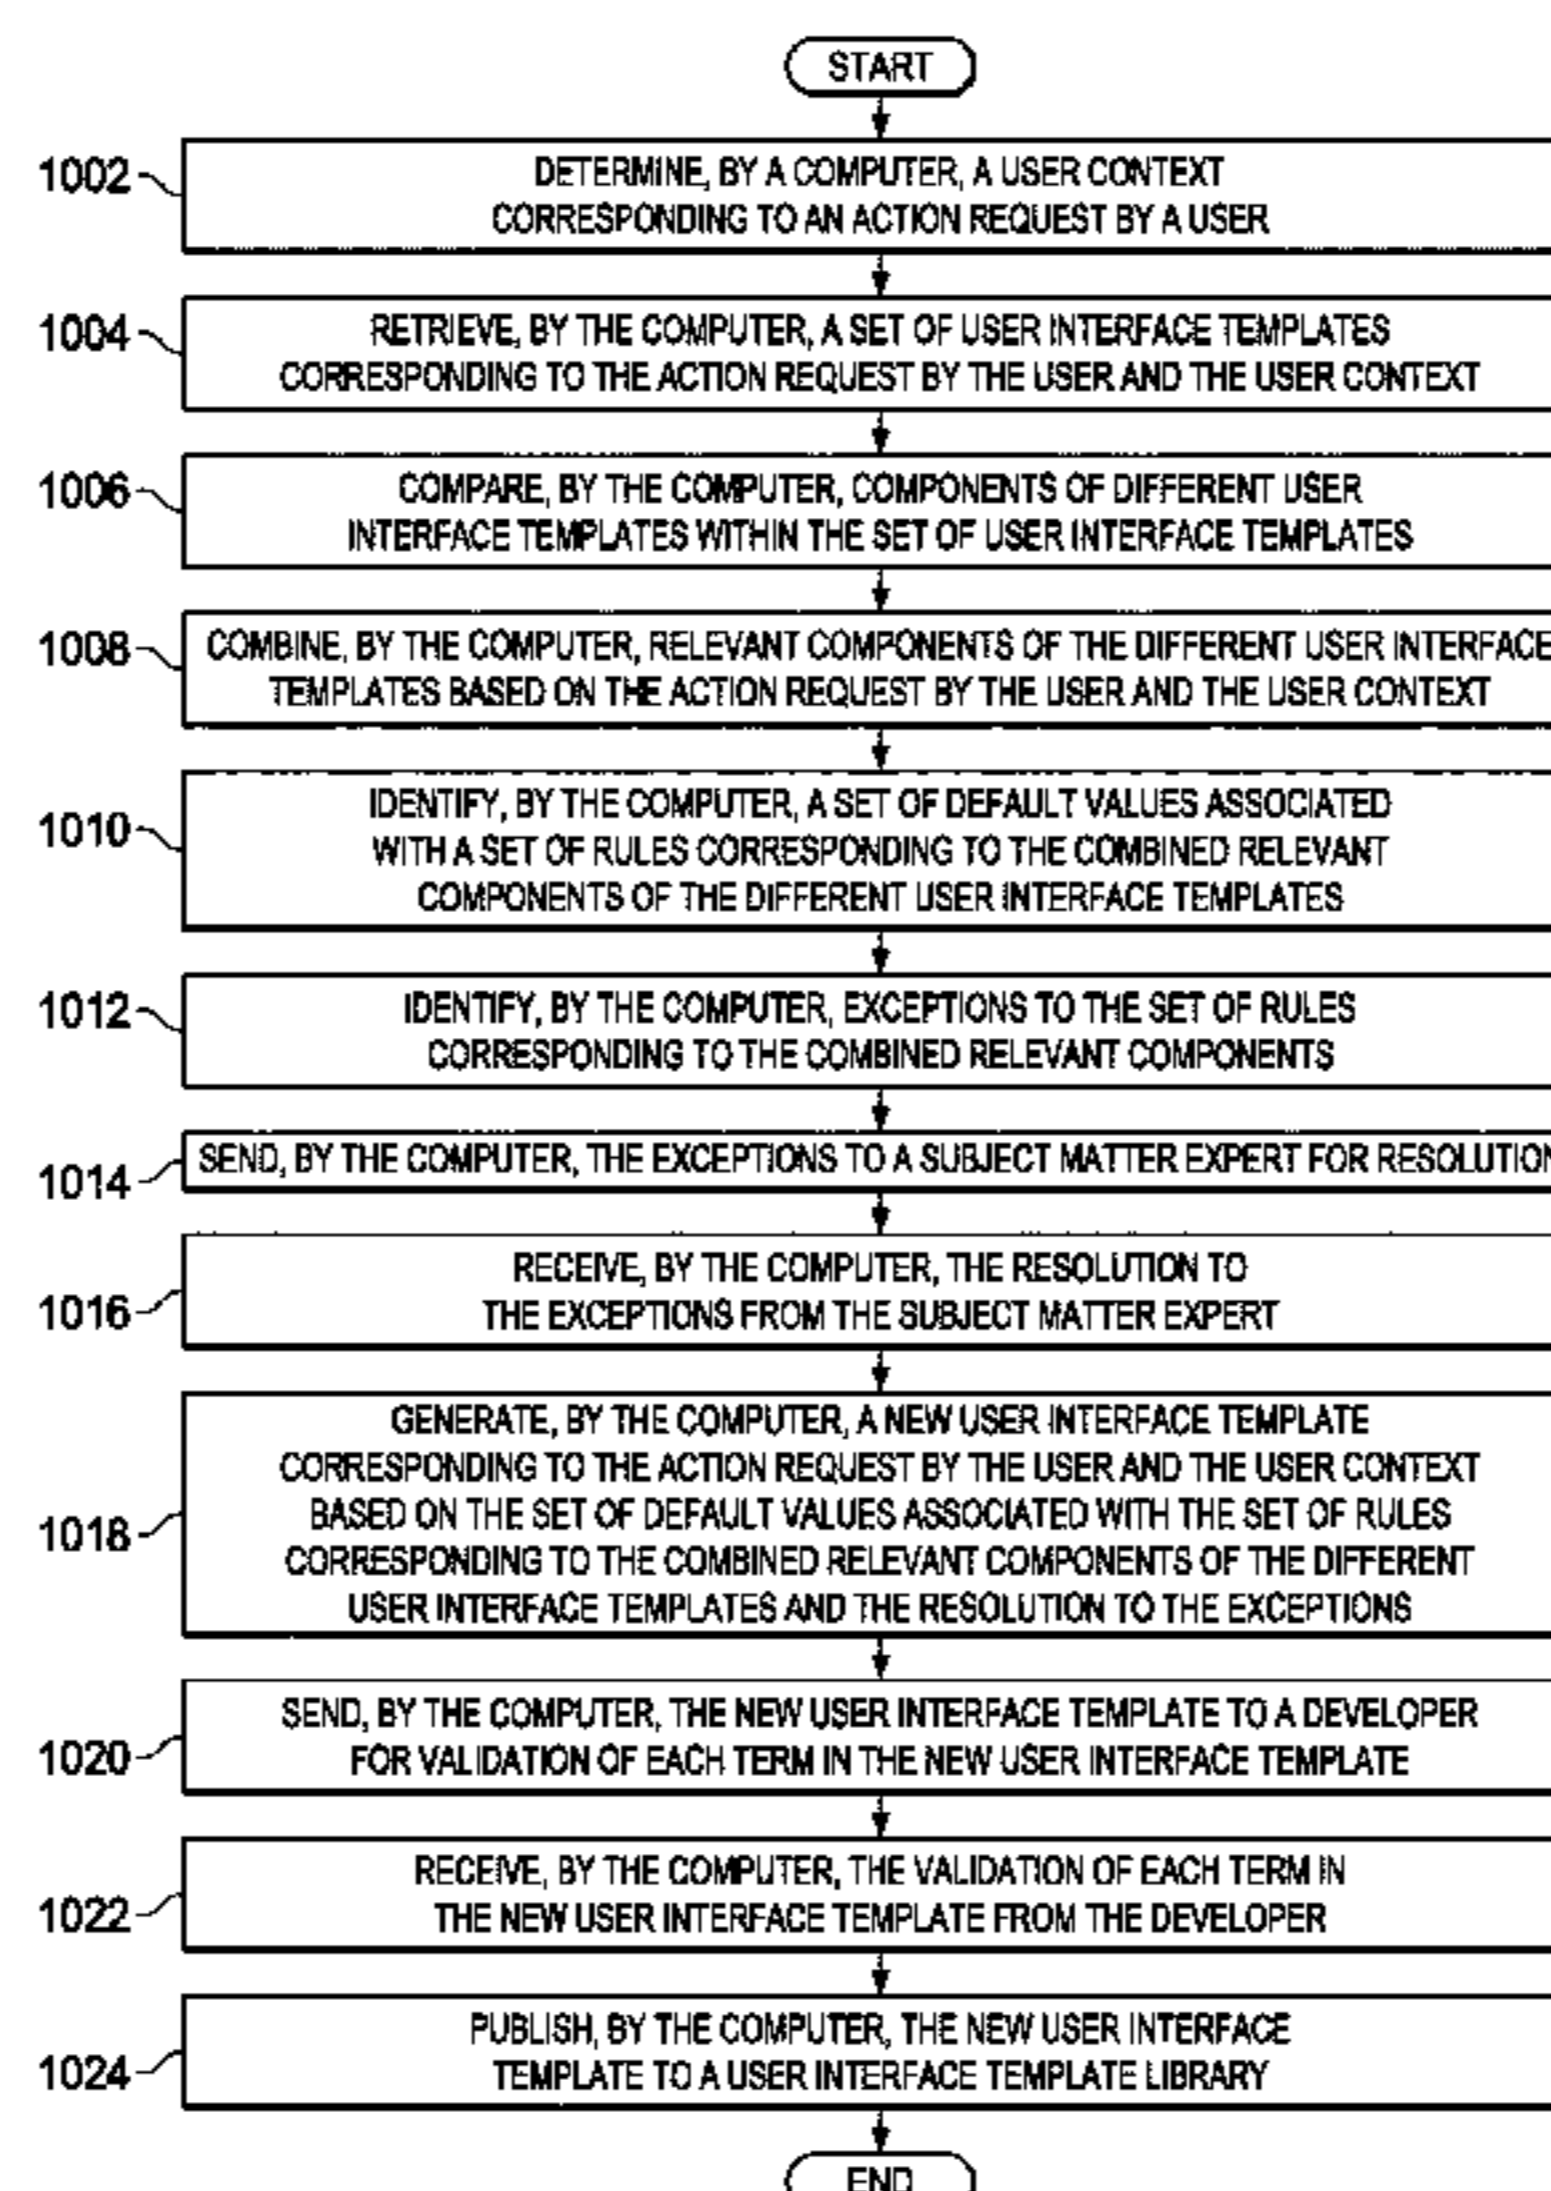 START
1002
DETERMINE, BY A COMPUTER, A USER CONTEXT
CORRESPONDING TO AN ACTION REQUEST BY A USER
1004
RETRIEVE, BY THE COMPUTER, A SET OF USER INTERFACE TEMPLATES
CORRESPONDING TO THE ACTION REQUEST BY THE USER AND THE USER CONTEXT
1006
COMPARE, BY THE COMPUTER, COMPONENTS OF DIFFERENT USER
INTERFACE TEMPLATES WITHIN THE SET OF USER INTERFACE TEMPLATES
1008
COMBINE, BY THE COMPUTER, RELEVANT COMPONENTS OF THE DIFFERENT USER INTERFACE
TEMPLATES BASED ON THE ACTION REQUEST BY THE USER AND THE USER CONTEXT
1010
IDENTIFY, BY THE COMPUTER, A SET OF DEFAULT VALUES ASSOCIATED
WITH A SET OF RULES CORRESPONDING TO THE COMBINED RELEVANT
COMPONENTS OF THE DIFFERENT USER INTERFACE TEMPLATES
1012
IDENTIFY, BY THE COMPUTER, EXCEPTIONS TO THE SET OF RULES
CORRESPONDING TO THE COMBINED RELEVANT COMPONENTS
1014
SEND, BY THE COMPUTER, THE EXCEPTIONS TO A SUBJECT MATTER EXPERT FOR RESOLUTION
1016
RECEIVE, BY THE COMPUTER, THE RESOLUTION TO
THE EXCEPTIONS FROM THE SUBJECT MATTER EXPERT
1018
GENERATE, BY THE COMPUTER, A NEW USER INTERFACE TEMPLATE
CORRESPONDING TO THE ACTION REQUEST BY THE USER AND THE USER CONTEXT
BASED ON THE SET OF DEFAULT VALUES ASSOCIATED WITH THE SET OF RULES
CORRESPONDING TO THE COMBINED RELEVANT COMPONENTS OF THE DIFFERENT
USER INTERFACE TEMPLATES AND THE RESOLUTION TO THE EXCEPTIONS
1020
SEND, BY THE COMPUTER, THE NEW USER INTERFACE TEMPLATE TO A DEVELOPER
FOR VALIDATION OF EACH TERM IN THE NEW USER INTERFACE TEMPLATE
1022
RECEIVE, BY THE COMPUTER, THE VALIDATION OF EACH TERM IN
THE NEW USER INTERFACE TEMPLATE FROM THE DEVELOPER
1024
PUBLISH, BY THE COMPUTER, THE NEW USER INTERFACE
TEMPLATE TO A USER INTERFACE TEMPLATE LIBRARY
END